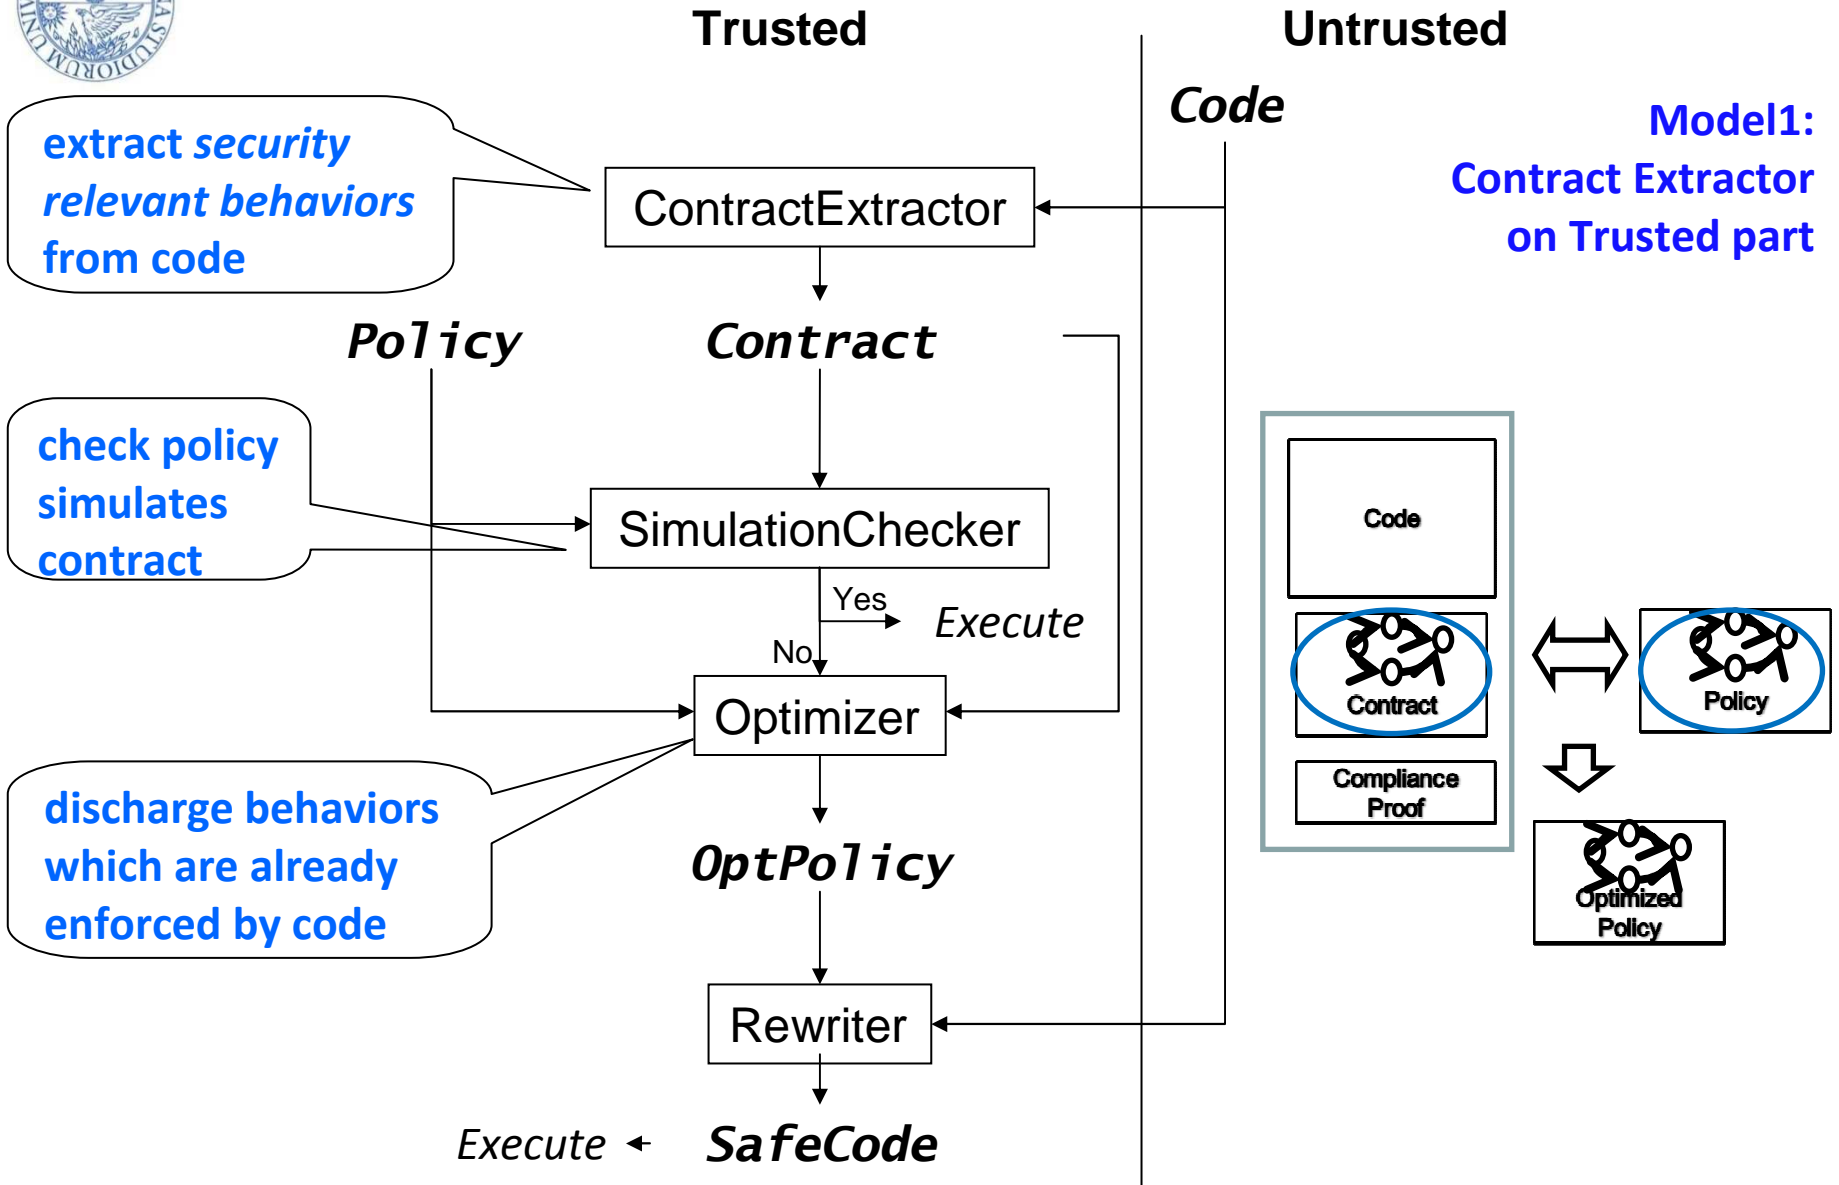 Trusted
Untrusted
STUDIORUM
UNI
Code
Model1:
Contract Extractor
on Trusted part
extract security
relevant behaviors
from code
ContractExtractor
Policy
Contract
check policy
simulates
contract
SimulationChecker
Yes
Execute
No
Optimizer
discharge behaviors
which are already
enforced by code
OptPolicy
Rewriter
Execute
SafeCode
Code
Contract
Policy
Compliance
Proof
Optimized
Policy